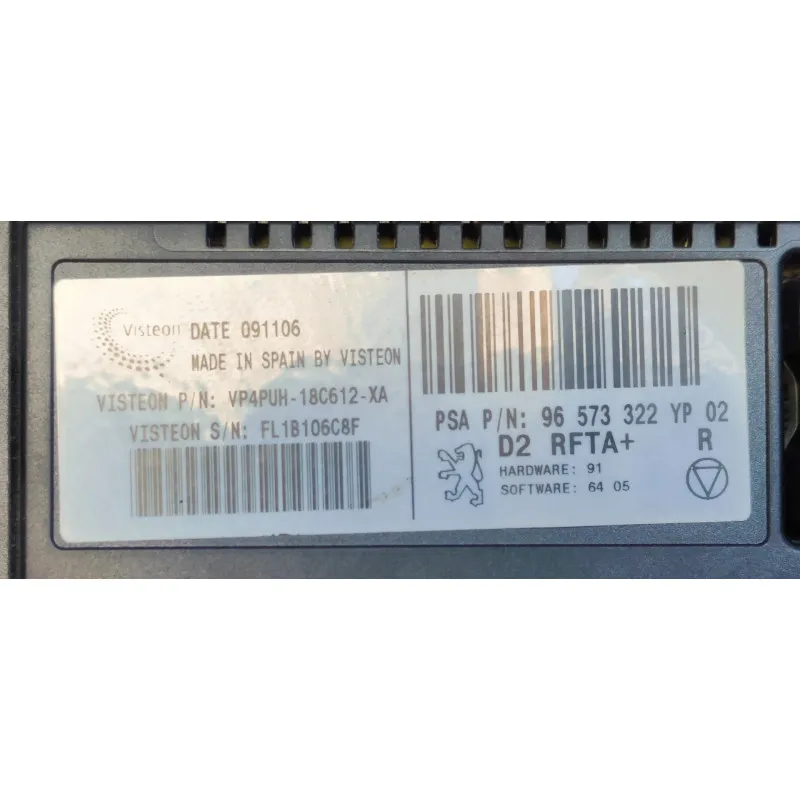 Visteon DATE 091106
MADE IN SPAIN BY VISTEON
VISTEON P/N: VP4PUH-18C612-XA
VISTEON S/N: FL1B106C8F
PSA P/N: 96 573 322 YP 02
D2 RFTA+ R
HARDWARE: 91
SOFTWARE: 64 05